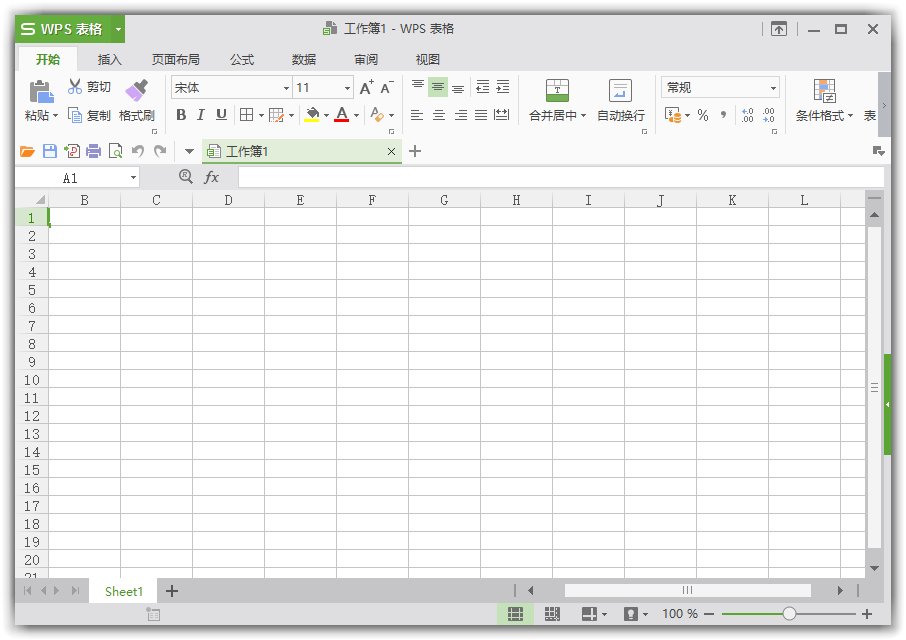 WPS 表格
工作簿1 - WPS 表格
开始 插入 页面布局 公式 数据 审阅 视图
粘贴 剪切 复制 格式刷
宋体 11 A+ A-
B I U A
合并居中 自动换行
常规
% , .00 .00
条件格式 表
工作簿1
A1 fx
B C D E F G H I J K L
1
2
3
4
5
6
7
8
9
10
11
12
13
14
15
16
17
18
19
20
21
Sheet1
100 %